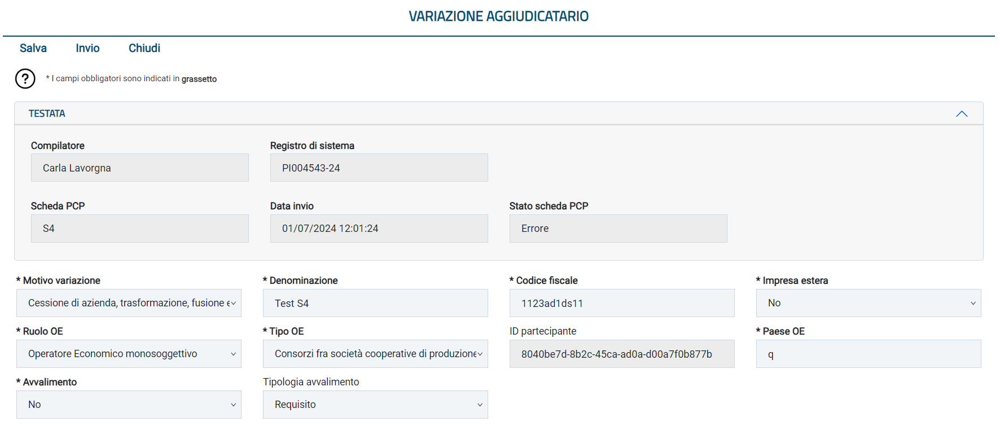 VARIAZIONE AGGIUDICATARIO
Salva Invio Chiudi
? * I campi obbligatori sono indicati in grassetto
TESTATA
Compilatore Registro di sistema
Carla Lavorgna PI004543-24
Scheda PCP Data invio Stato scheda PCP
S4 01/07/2024 12:01:24 Errore
* Motivo variazione * Denominazione * Codice fiscale * Impresa estera
Cessione di azienda, trasformazione, fusione e Test S4 1123ad1ds11 No
* Ruolo OE * Tipo OE ID partecipante * Paese OE
Operatore Economico monosoggettivo Consorzi fra società cooperative di produzione 8040be7d-8b2c-45ca-ad0a-d00a7f0b877b q
* Avvalimento Tipologia avvalimento
No Requisito